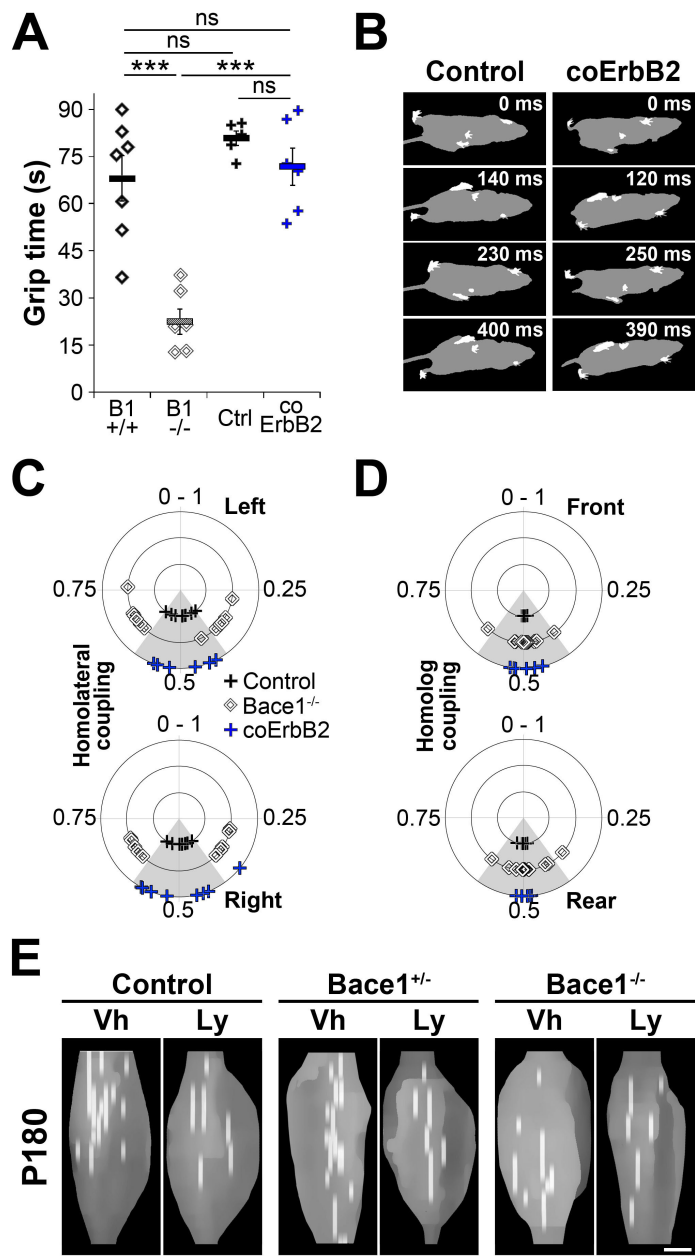 A
ns
ns
*** ***
ns
Grip time (s)
90
75
60
45
30
15
0
B1 +/+
B1 -/-
Ctrl
co ErbB2
B
Control coErbB2
0 ms 0 ms
140 ms 120 ms
230 ms 250 ms
400 ms 390 ms
C
0 - 1
Left
0.75 0.25
0.5
Homolateral coupling
+ Control
Bace1-/-
+ coErbB2
0 - 1
0.75 0.25
0.5
Right
D
0 - 1
Front
0.75 0.25
0.5
Homolog coupling
0 - 1
0.75 0.25
0.5
Rear
E
Control Bace1+/- Bace1-/-
Vh Ly Vh Ly Vh Ly
P180